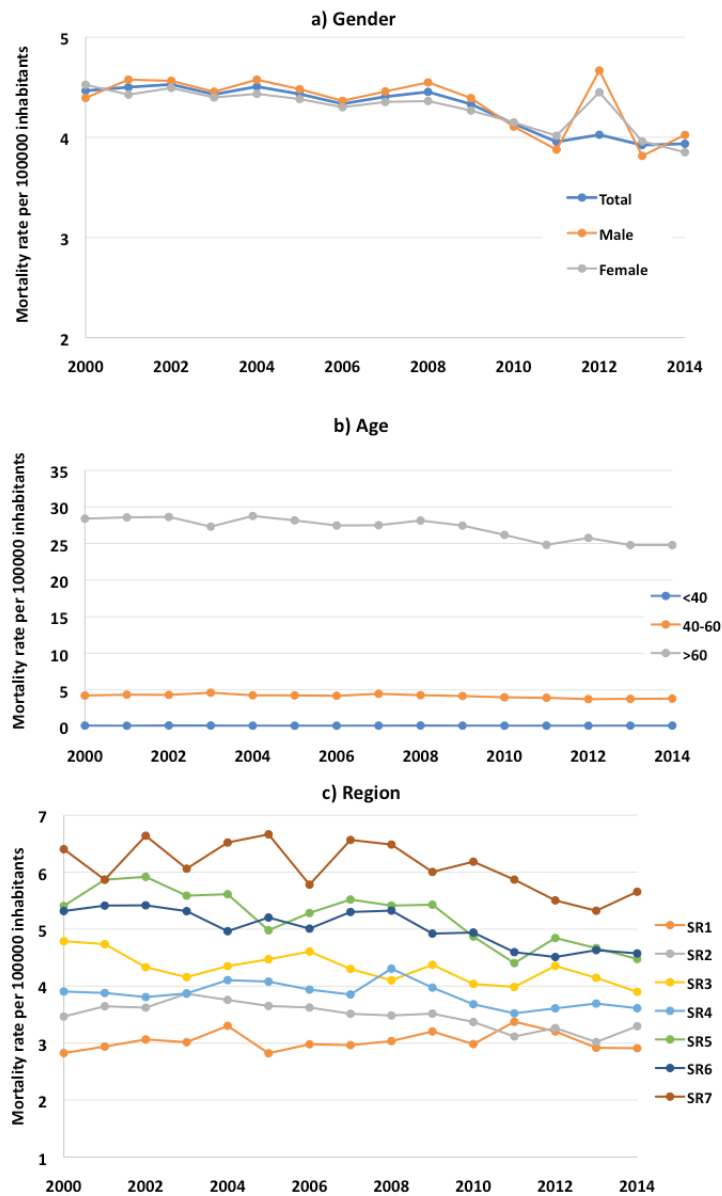 a) Gender
Mortality rate per 100000 inhabitants
5
4
3
2
Total
Male
Female
2000 2002 2004 2006 2008 2010 2012 2014
b) Age
Mortality rate per 100000 inhabitants
35
30
25
20
15
10
5
0
<40
40-60
>60
2000 2002 2004 2006 2008 2010 2012 2014
c) Region
Mortality rate per 100000 inhabitants
7
6
5
4
3
2
1
SR1
SR2
SR3
SR4
SR5
SR6
SR7
2000 2002 2004 2006 2008 2010 2012 2014